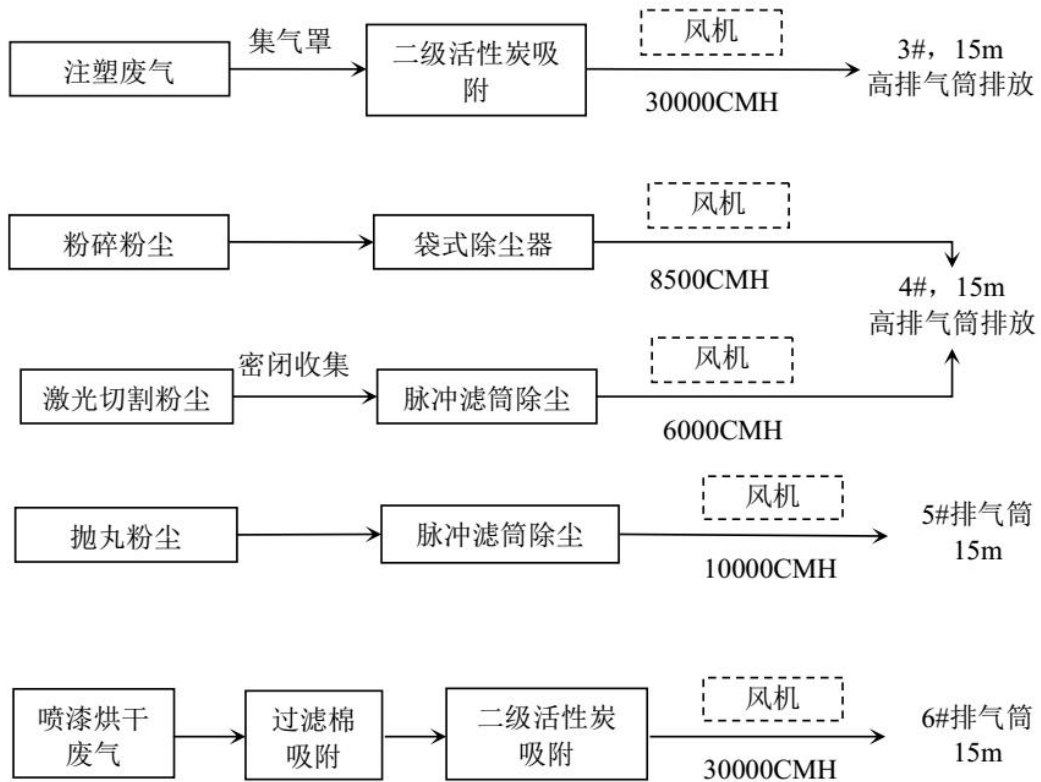 注塑废气
集气罩
二级活性炭吸
附
风机
30000CMH
3#，15m
高排气筒排放
粉碎粉尘
袋式除尘器
风机
8500CMH
4#，15m
高排气筒排放
激光切割粉尘
密闭收集
脉冲滤筒除尘
风机
6000CMH
抛丸粉尘
脉冲滤筒除尘
风机
10000CMH
5#排气筒
15m
喷漆烘干
废气
过滤棉
吸附
二级活性炭
吸附
风机
30000CMH
6#排气筒
15m